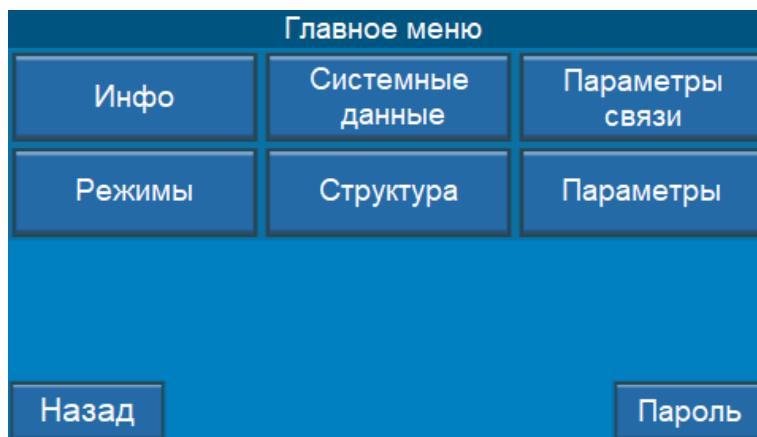 Главное меню
Инфо
Системные
данные
Параметры
связи
Режимы
Структура
Параметры
Назад
Пароль